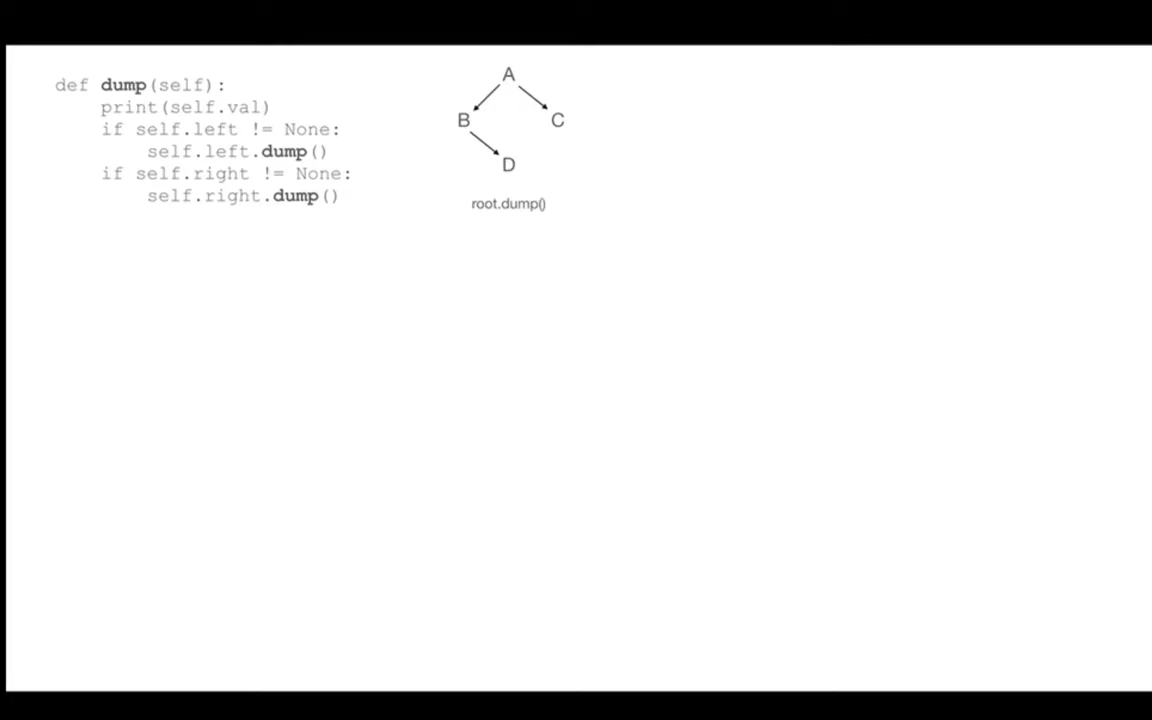 def dump(self):
    print(self.val)
    if self.left != None:
        self.left.dump()
    if self.right != None:
        self.right.dump()
A
B C
D
root.dump()